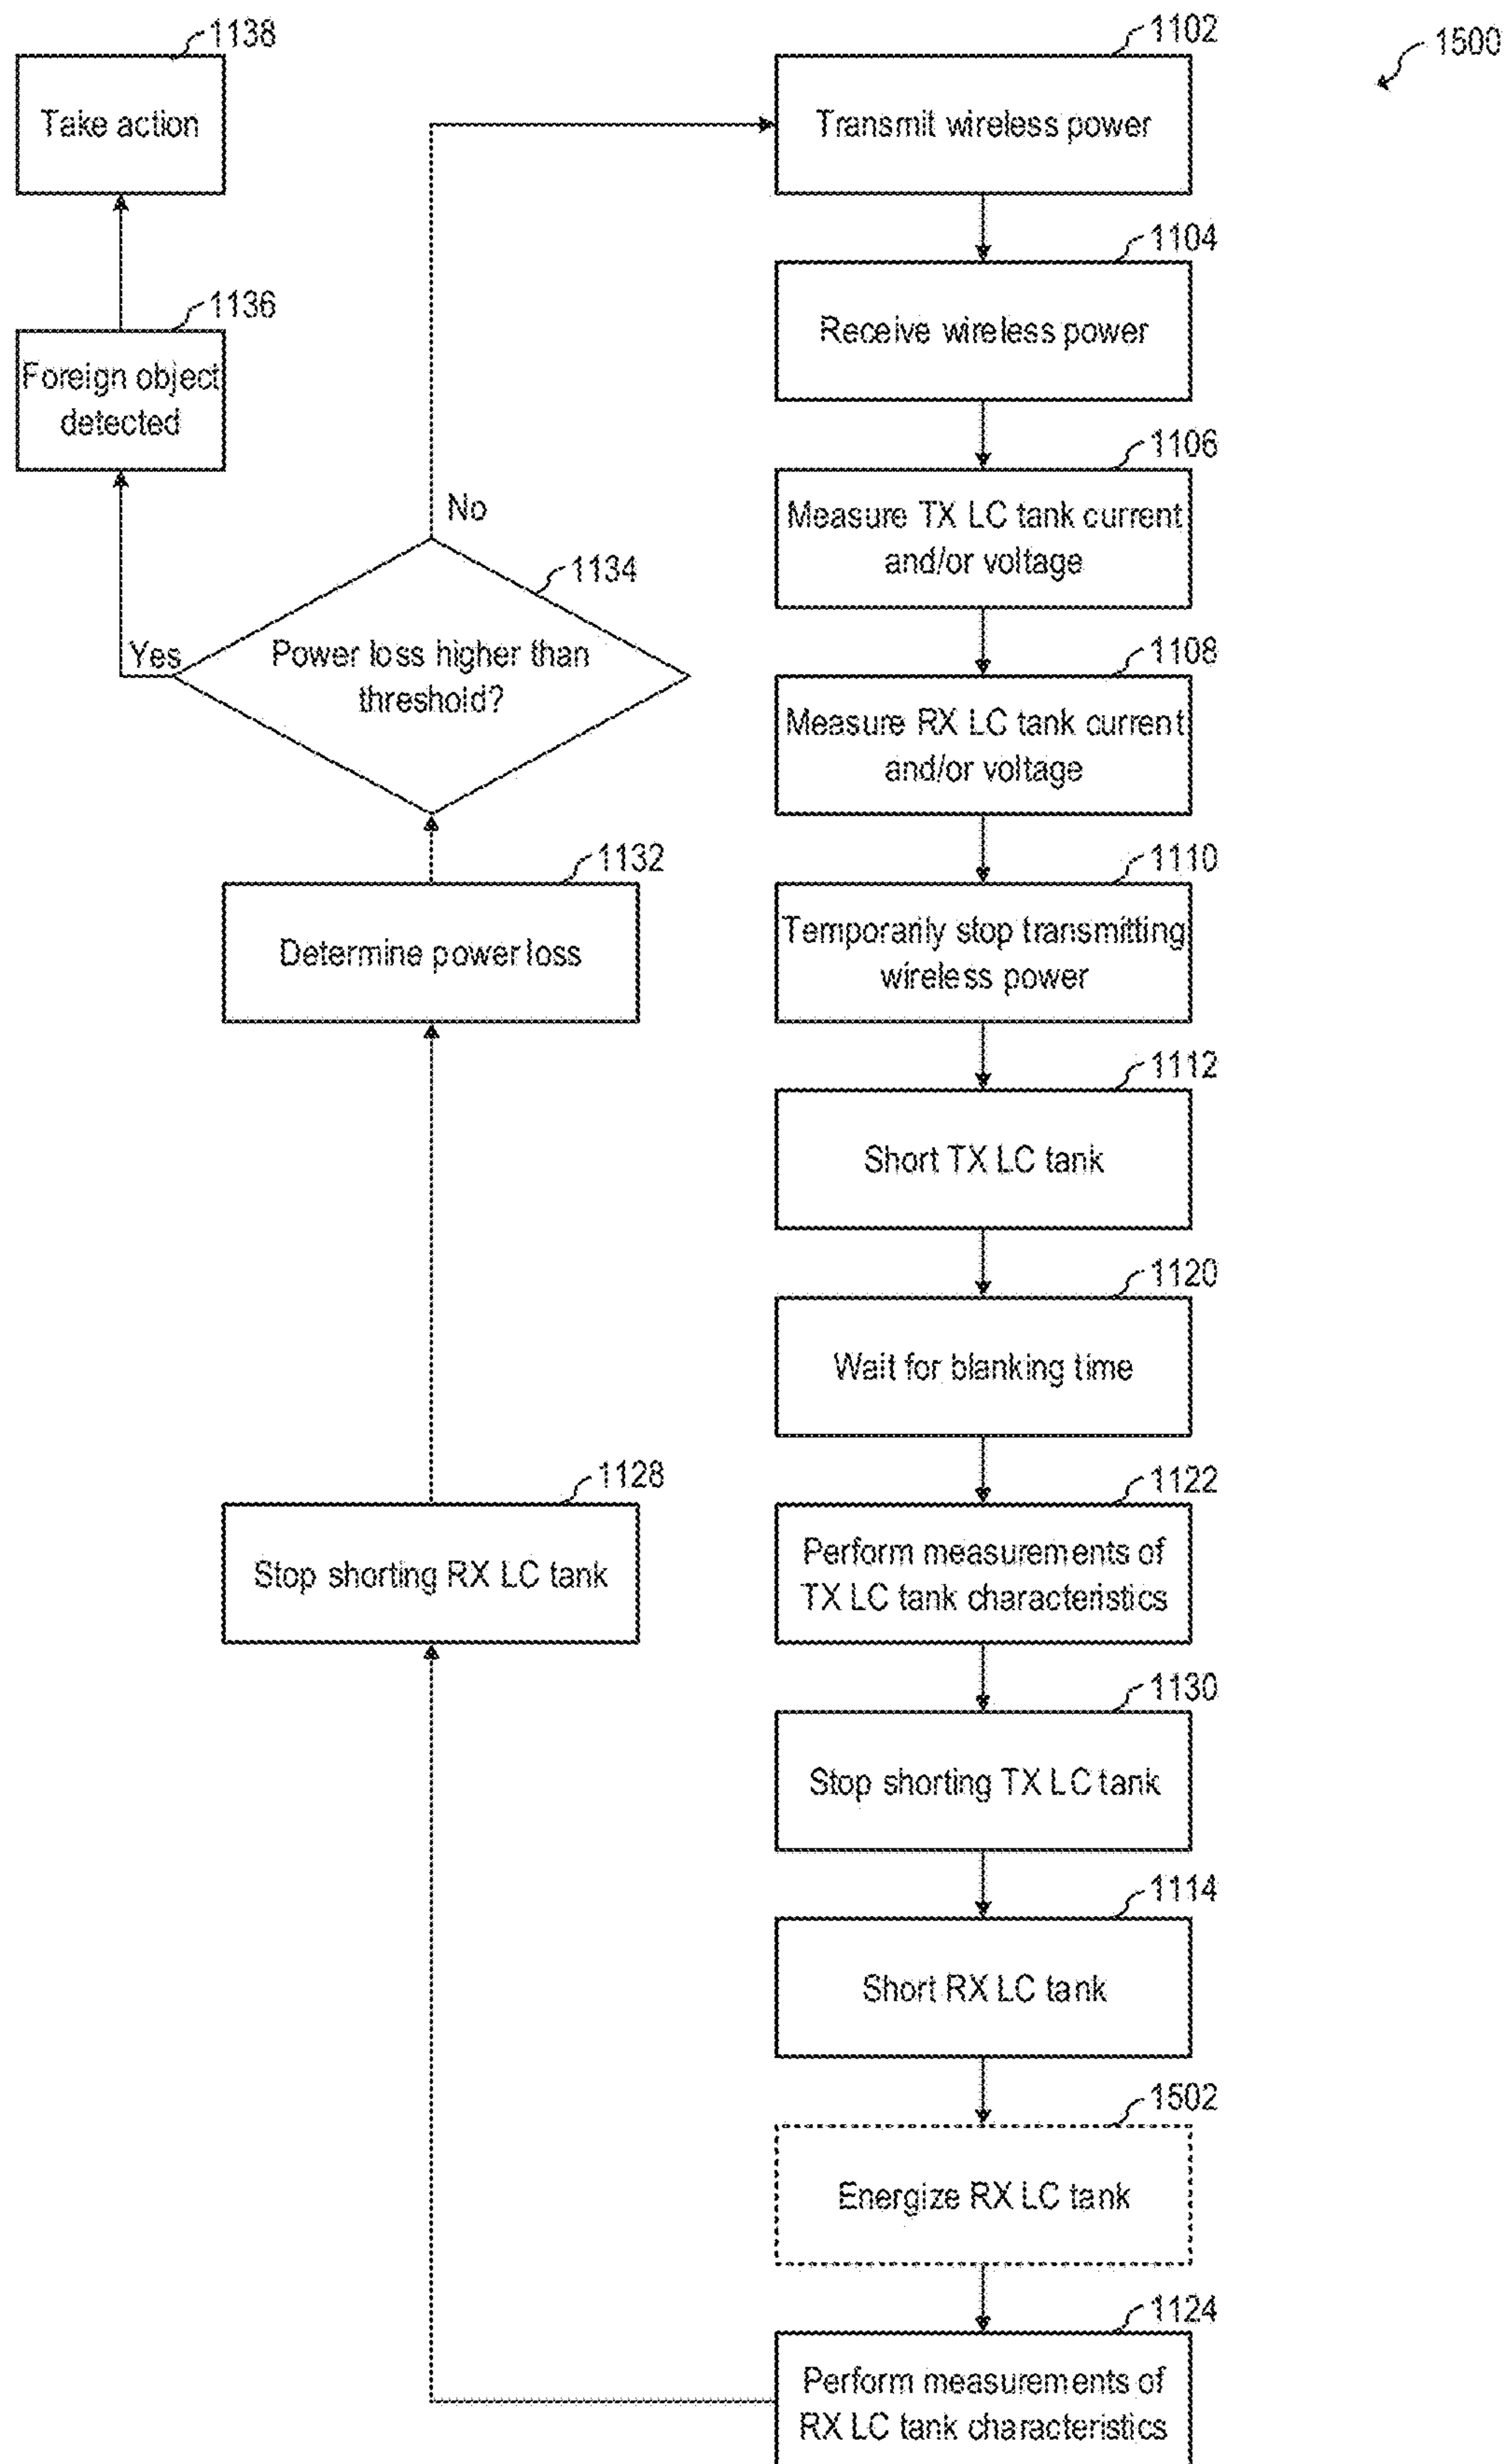 1500
1102
Transmit wireless power
1104
Receive wireless power
1106
Measure TX LC tank current
and/or voltage
1108
Measure RX LC tank current
and/or voltage
1110
Temporarily stop transmitting
wireless power
1112
Short TX LC tank
1120
Wait for blanking time
1122
Perform measurements of
TX LC tank characteristics
1130
Stop shorting TX LC tank
1114
Short RX LC tank
1502
Energize RX LC tank
1124
Perform measurements of
RX LC tank characteristics
1128
Stop shorting RX LC tank
1132
Determine power loss
1134
Power loss higher than
threshold?
No
Yes
1136
Foreign object
detected
1138
Take action